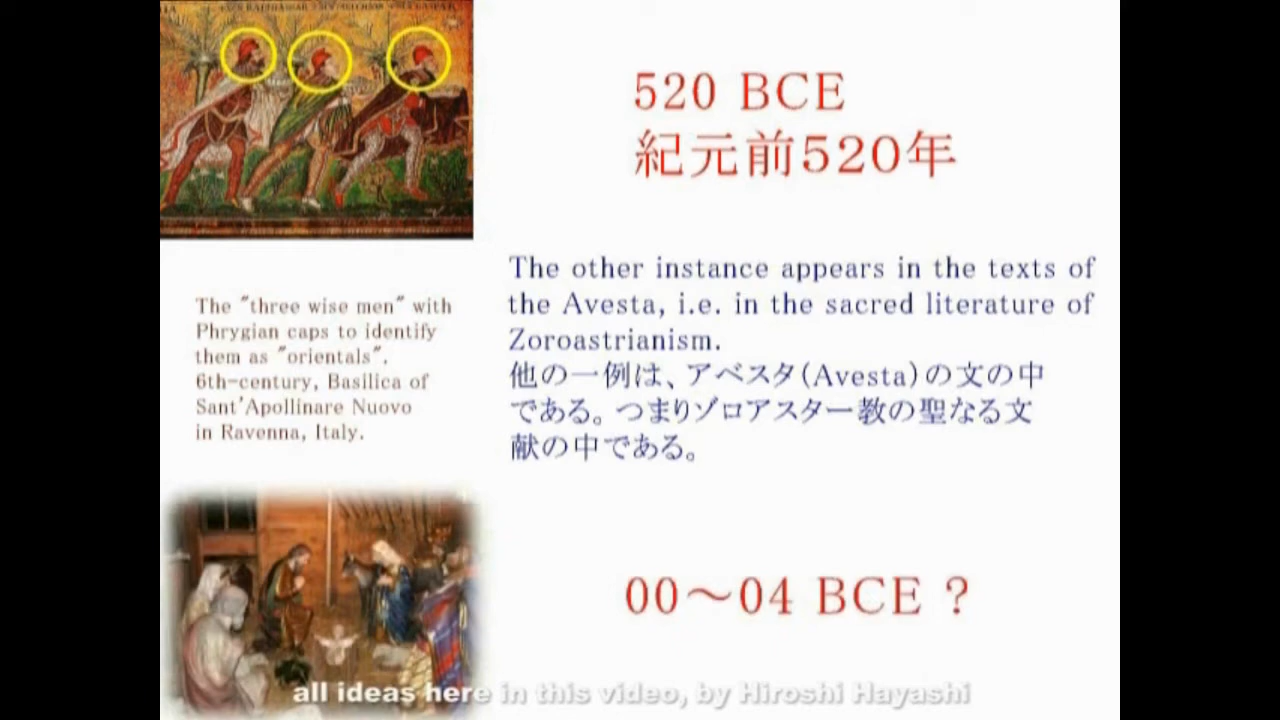 520 BCE
紀元前520年
The other instance appears in the texts of
the Avesta, i.e. in the sacred literature of
Zoroastrianism.
他の一例は、アベスタ(Avesta)の文の中
である。つまりゾロアスター教の聖なる文
献の中である。
The "three wise men" with
Phrygian caps to identify
them as "orientals".
6th-century, Basilica of
Sant'Apollinare Nuovo
in Ravenna, Italy.
00～04 BCE ?
all ideas here in this video, by Hiroshi Hayashi